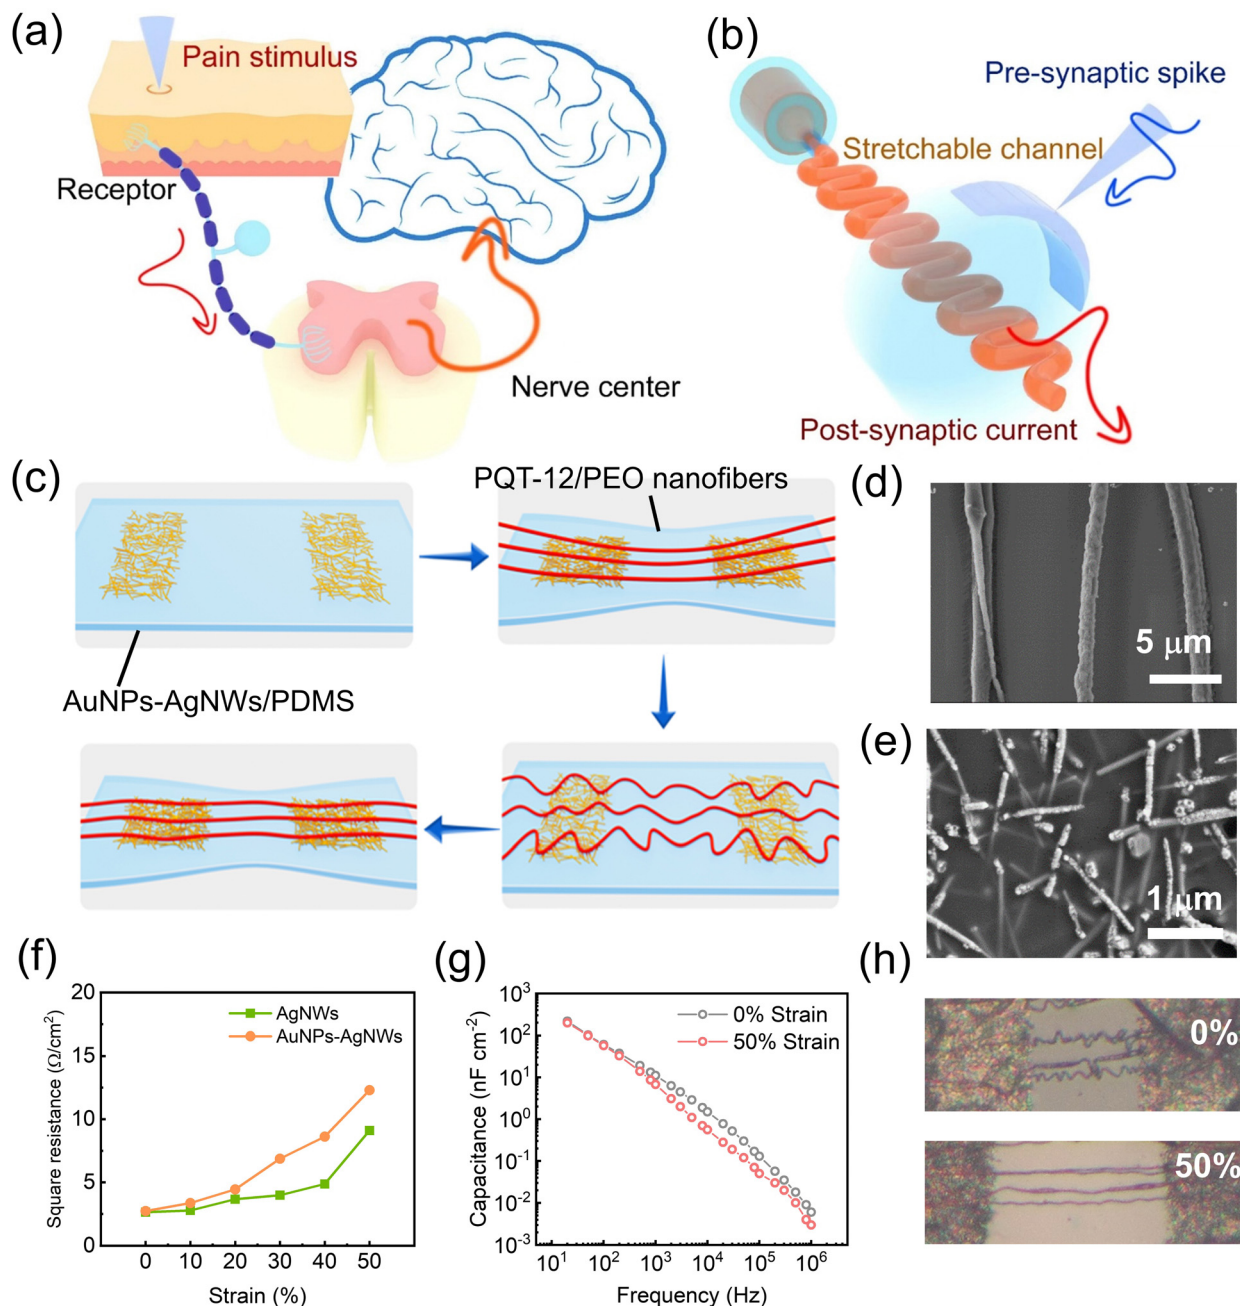 (a)
Pain stimulus
Receptor
Nerve center
(b)
Pre-synaptic spike
Stretchable channel
Post-synaptic current
(c)
PQT-12/PEO nanofibers
AuNPs-AgNWs/PDMS
(d)
5 μm
(e)
1 μm
(f)
Square resistance (Ω/cm²)
20
15
10
5
0
AgNWs
AuNPs-AgNWs
0 10 20 30 40 50
Strain (%)
(g)
Capacitance (nF cm⁻²)
10³
10²
10¹
10⁰
10⁻¹
10⁻²
10⁻³
0% Strain
50% Strain
10¹ 10² 10³ 10⁴ 10⁵ 10⁶
Frequency (Hz)
(h)
0%
50%